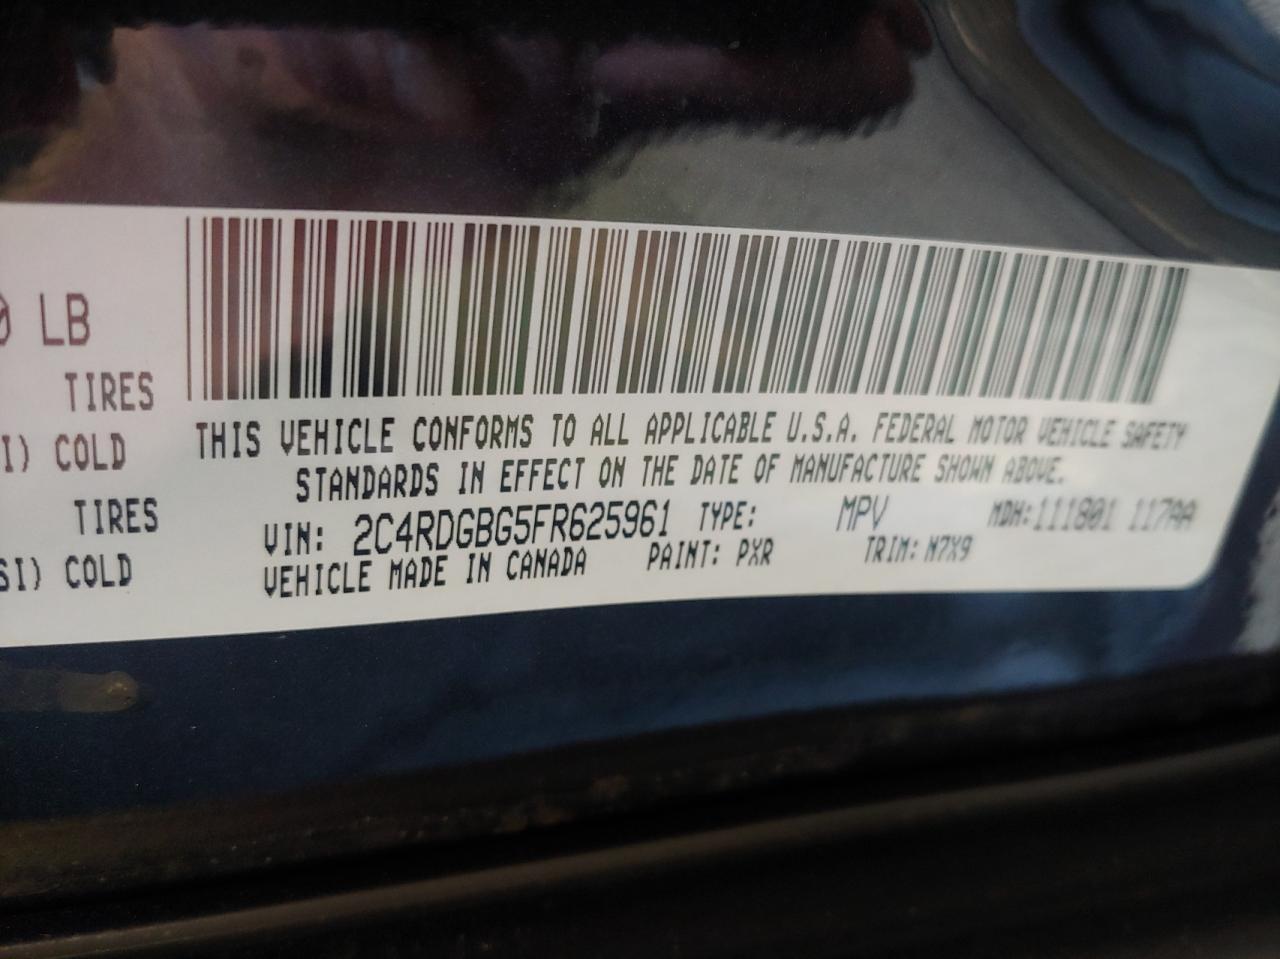 LB
TIRES
COLD
TIRES
COLD
THIS VEHICLE CONFORMS TO ALL APPLICABLE U.S.A. FEDERAL MOTOR VEHICLE SAFETY
STANDARDS IN EFFECT ON THE DATE OF MANUFACTURE SHOWN ABOVE.
VIN: 2C4RDGBG5FR625961 TYPE: MPV MDH:111801 117AA
VEHICLE MADE IN CANADA PAINT: PXR TRIM: N7X9